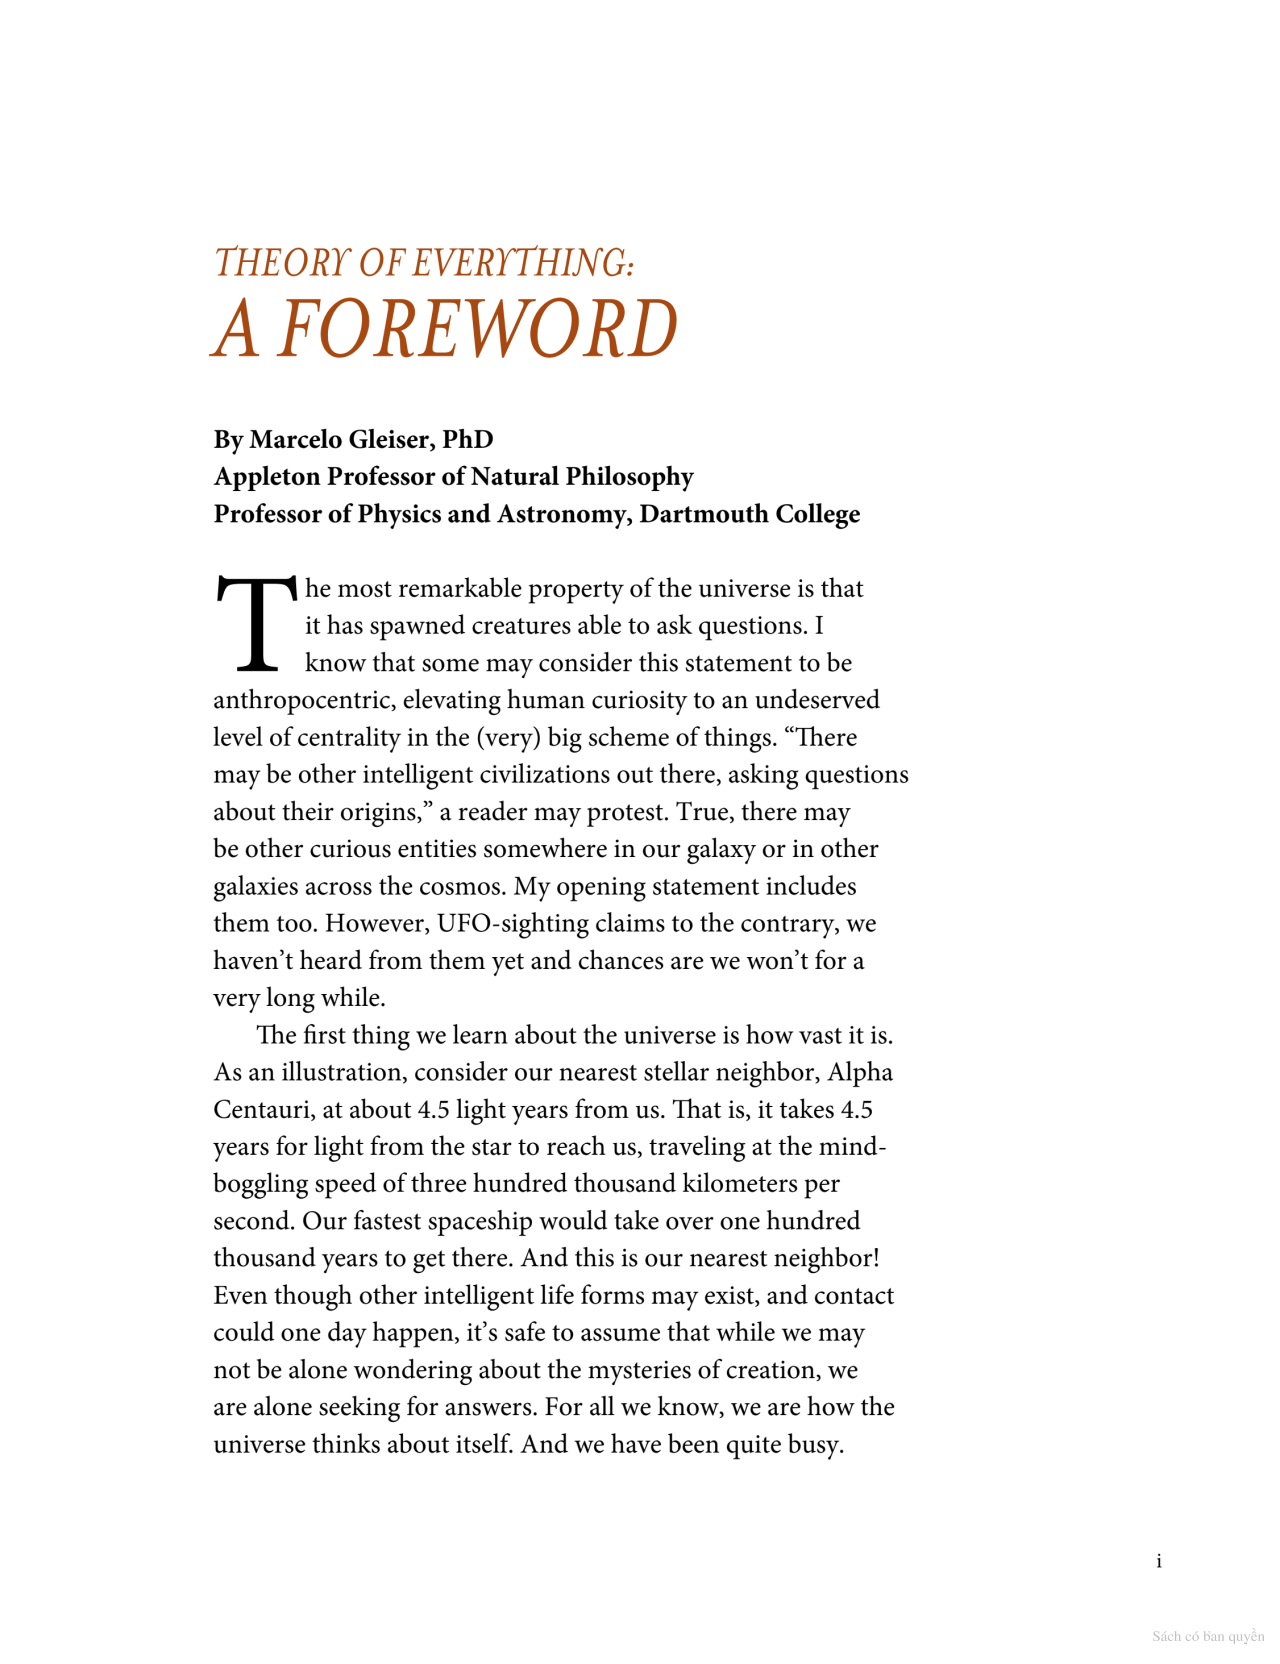 THEORY OF EVERYTHING:
A FOREWORD
By Marcelo Gleiser, PhD
Appleton Professor of Natural Philosophy
Professor of Physics and Astronomy, Dartmouth College
The most remarkable property of the universe is that
it has spawned creatures able to ask questions. I
know that some may consider this statement to be
anthropocentric, elevating human curiosity to an undeserved
level of centrality in the (very) big scheme of things. “There
may be other intelligent civilizations out there, asking questions
about their origins,” a reader may protest. True, there may
be other curious entities somewhere in our galaxy or in other
galaxies across the cosmos. My opening statement includes
them too. However, UFO-sighting claims to the contrary, we
haven’t heard from them yet and chances are we won’t for a
very long while.
The first thing we learn about the universe is how vast it is.
As an illustration, consider our nearest stellar neighbor, Alpha
Centauri, at about 4.5 light years from us. That is, it takes 4.5
years for light from the star to reach us, traveling at the mind-
boggling speed of three hundred thousand kilometers per
second. Our fastest spaceship would take over one hundred
thousand years to get there. And this is our nearest neighbor!
Even though other intelligent life forms may exist, and contact
could one day happen, it’s safe to assume that while we may
not be alone wondering about the mysteries of creation, we
are alone seeking for answers. For all we know, we are how the
universe thinks about itself. And we have been quite busy.
i
Sách có bản quyền